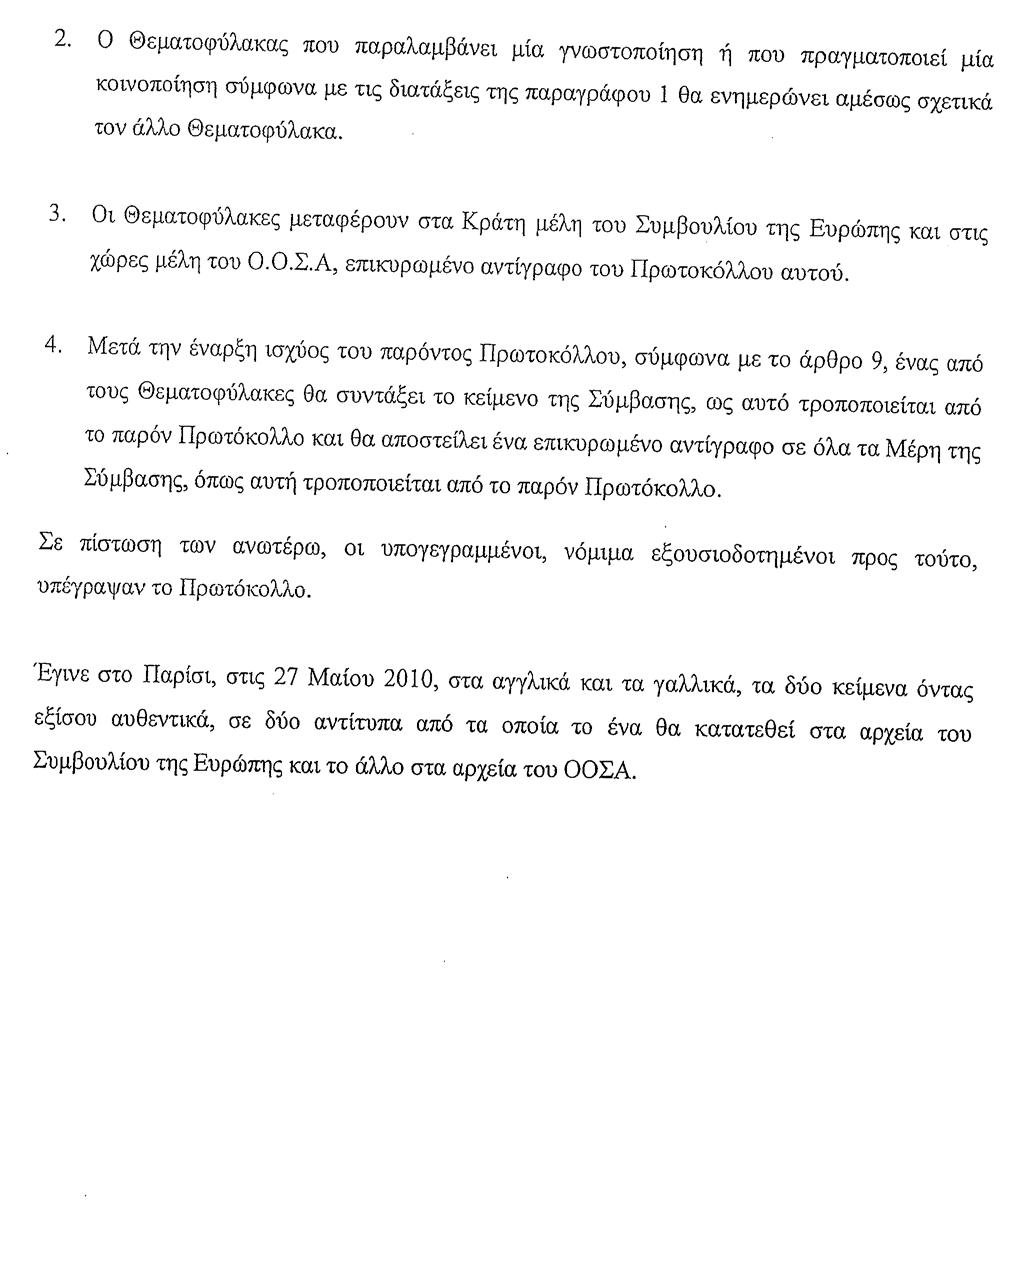 2. Ο Θεματοφύλακας που παραλαμβάνει μία γνωστοποίηση ή που πραγματοποιεί μία
κοινοποίηση σύμφωνα με τις διατάξεις της παραγράφου 1 θα ενημερώνει αμέσως σχετικά
τον άλλο Θεματοφύλακα.
3. Οι Θεματοφύλακες μεταφέρουν στα Κράτη μέλη του Συμβουλίου της Ευρώπης και στις
χώρες μέλη του Ο.Ο.Σ.Α, επικυρωμένο αντίγραφο του Πρωτοκόλλου αυτού.
4. Μετά την έναρξη ισχύος του παρόντος Πρωτοκόλλου, σύμφωνα με το άρθρο 9, ένας από
τους Θεματοφύλακες θα συντάξει το κείμενο της Σύμβασης, ως αυτό τροποποιείται από
το παρόν Πρωτόκολλο και θα αποστείλει ένα επικυρωμένο αντίγραφο σε όλα τα Μέρη της
Σύμβασης, όπως αυτή τροποποιείται από το παρόν Πρωτόκολλο.
Σε πίστωση των ανωτέρω, οι υπογεγραμμένοι, νόμιμα εξουσιοδοτημένοι προς τούτο,
υπέγραψαν το Πρωτόκολλο.
Έγινε στο Παρίσι, στις 27 Μαίου 2010, στα αγγλικά και τα γαλλικά, τα δύο κείμενα όντας
εξίσου αυθεντικά, σε δύο αντίτυπα από τα οποία το ένα θα κατατεθεί στα αρχεία του
Συμβουλίου της Ευρώπης και το άλλο στα αρχεία του ΟΟΣΑ.